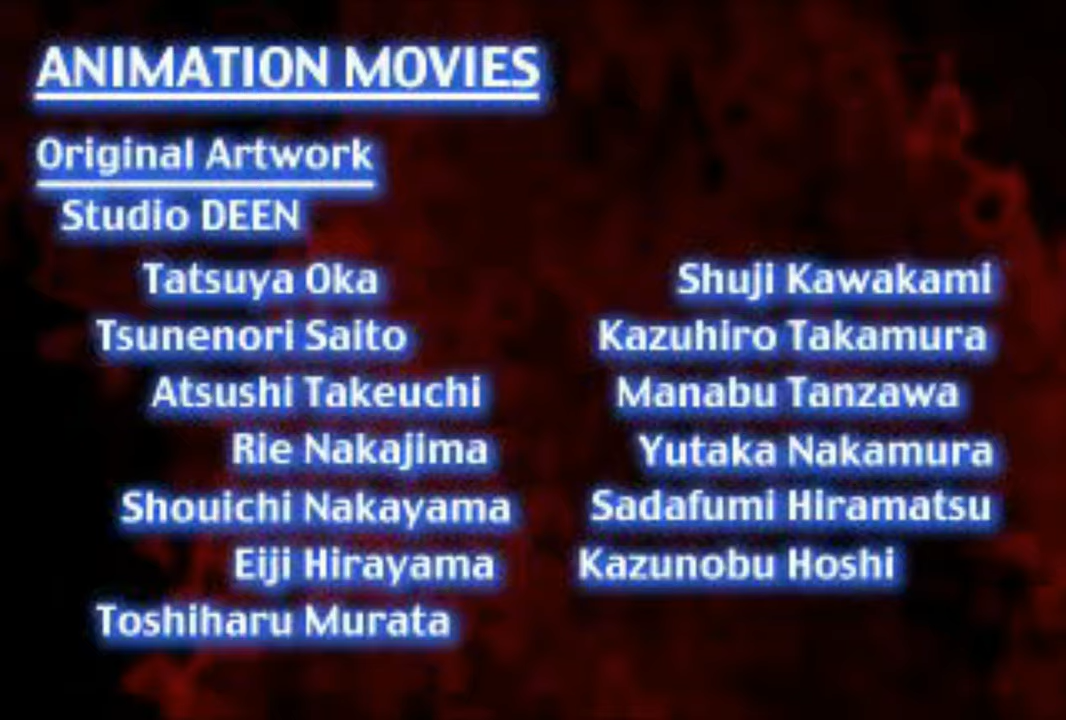 ANIMATION MOVIES
Original Artwork
Studio DEEN
Tatsuya Oka Shuji Kawakami
Tsunenori Saito Kazuhiro Takamura
Atsushi Takeuchi Manabu Tanzawa
Rie Nakajima Yutaka Nakamura
Shouichi Nakayama Sadafumi Hiramatsu
Eiji Hirayama Kazunobu Hoshi
Toshiharu Murata